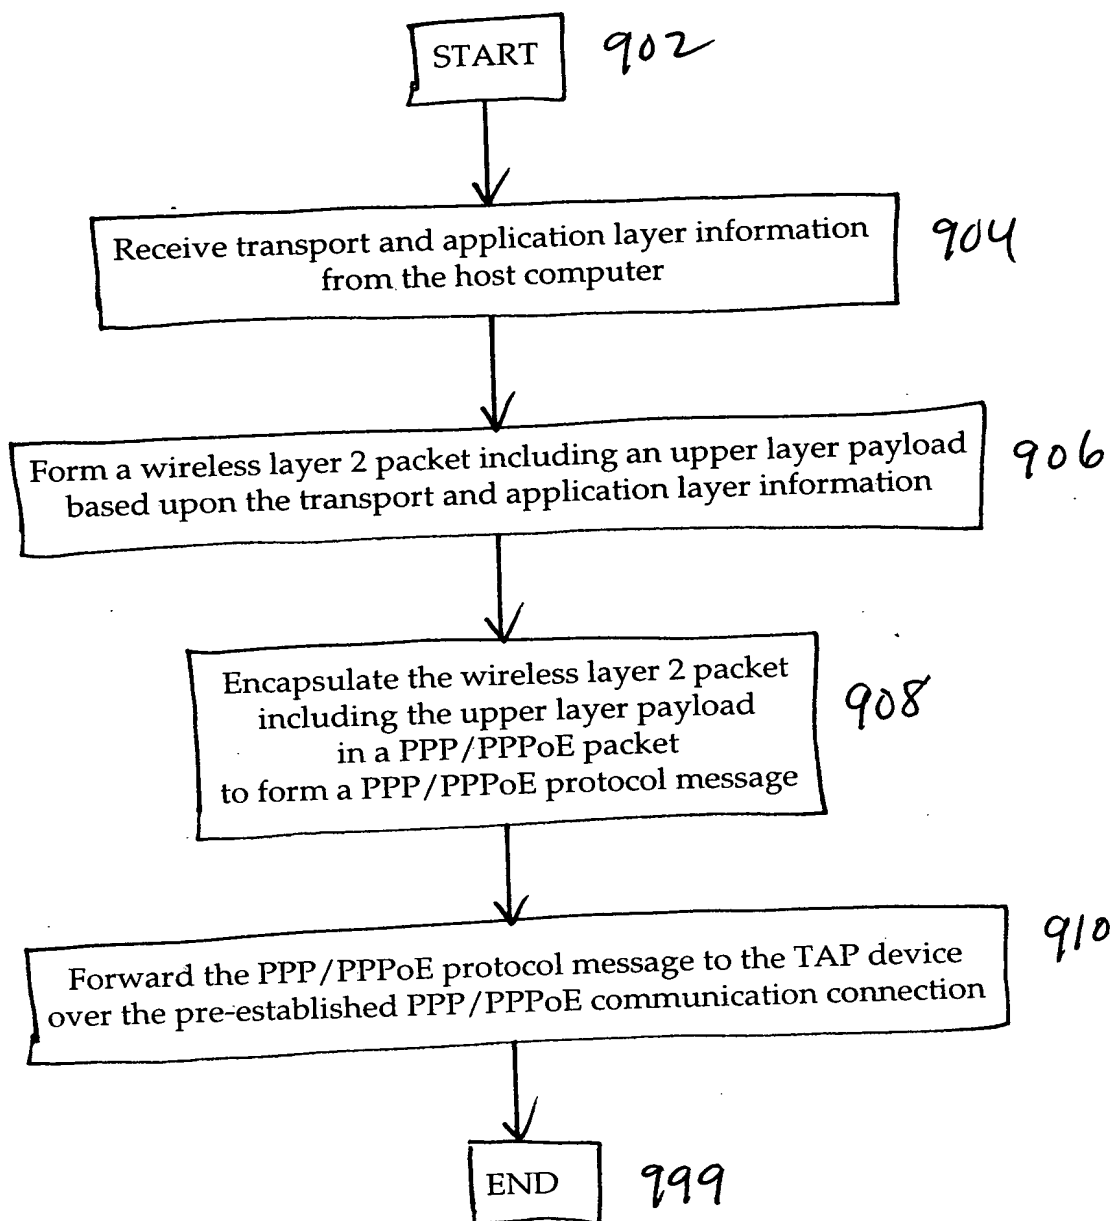 START 902
Receive transport and application layer information 904
from the host computer
Form a wireless layer 2 packet including an upper layer payload 906
based upon the transport and application layer information
Encapsulate the wireless layer 2 packet
including the upper layer payload 908
in a PPP/PPPoE packet
to form a PPP/PPPoE protocol message
Forward the PPP/PPPoE protocol message to the TAP device 910
over the pre-established PPP/PPPoE communication connection
END 999